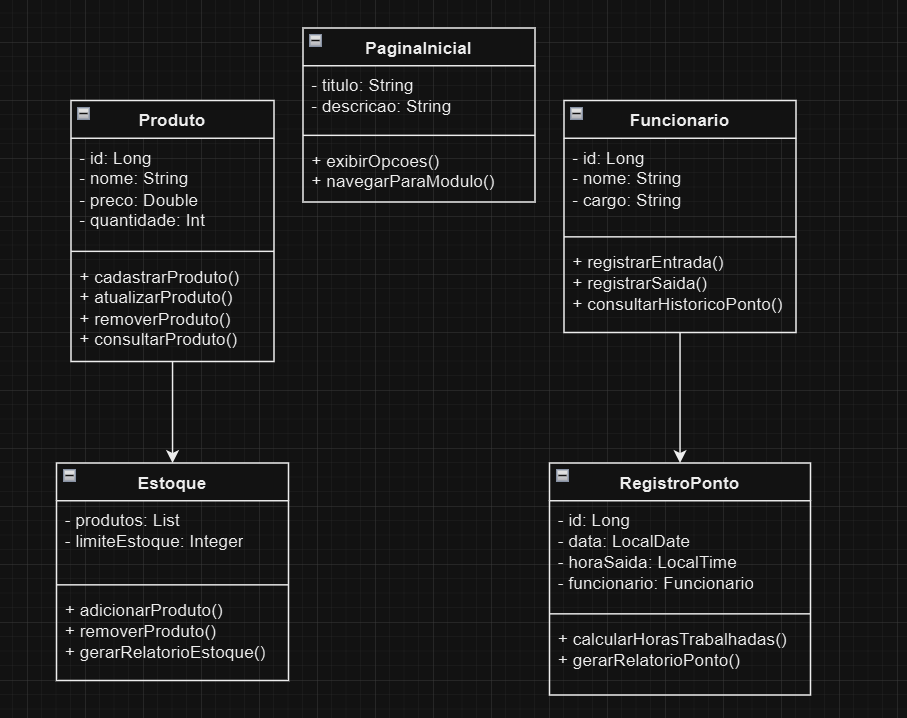 PaginaInicial
- titulo: String
- descricao: String
+ exibirOpcoes()
+ navegarParaModulo()
Produto
- id: Long
- nome: String
- preco: Double
- quantidade: Int
+ cadastrarProduto()
+ atualizarProduto()
+ removerProduto()
+ consultarProduto()
Funcionario
- id: Long
- nome: String
- cargo: String
+ registrarEntrada()
+ registrarSaida()
+ consultarHistoricoPonto()
Estoque
- produtos: List
- limiteEstoque: Integer
+ adicionarProduto()
+ removerProduto()
+ gerarRelatorioEstoque()
RegistroPonto
- id: Long
- data: LocalDate
- horaSaida: LocalTime
- funcionario: Funcionario
+ calcularHorasTrabalhadas()
+ gerarRelatorioPonto()